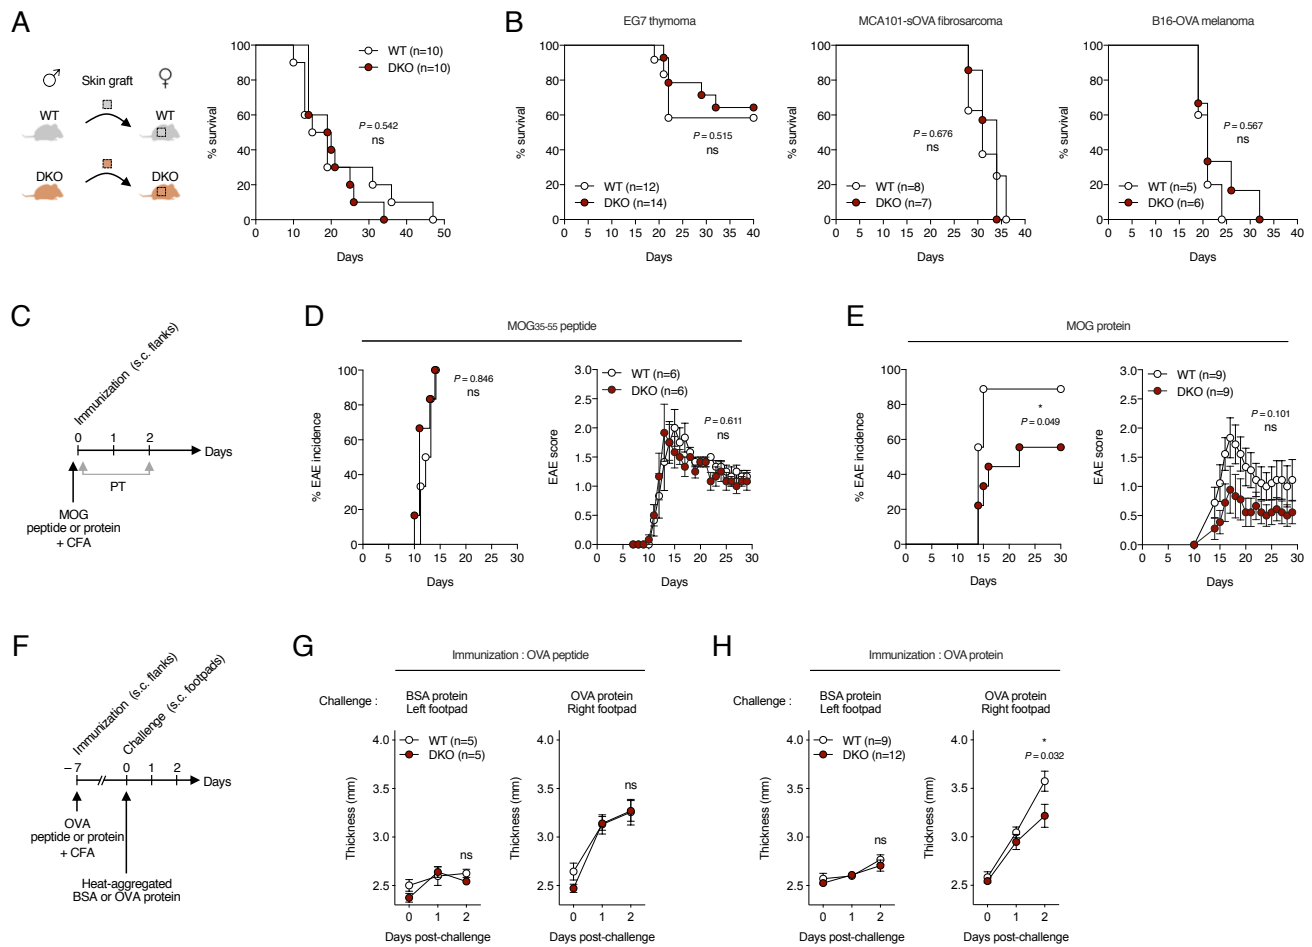 A
♂
Skin graft
♀
WT
WT
DKO
DKO
% survival
100
80
60
40
20
0
0
10
20
30
40
50
Days
WT (n=10)
DKO (n=10)
P = 0.542
ns
B
EG7 thymoma
% survival
100
80
60
40
20
0
0
5
10
15
20
25
30
35
40
Days
P = 0.515
ns
WT (n=12)
DKO (n=14)
MCA101-sOVA fibrosarcoma
% survival
100
80
60
40
20
0
0
5
10
15
20
25
30
35
40
Days
P = 0.676
ns
WT (n=8)
DKO (n=7)
B16-OVA melanoma
% survival
100
80
60
40
20
0
0
5
10
15
20
25
30
35
40
Days
P = 0.567
ns
WT (n=5)
DKO (n=6)
C
Immunization (s.c. flanks)
0
1
2
Days
PT
MOG
peptide or protein
+ CFA
D
MOG35-55 peptide
% EAE incidence
100
80
60
40
20
0
0
5
10
15
20
25
30
Days
P = 0.846
ns
EAE score
3.0
2.5
2.0
1.5
1.0
0.5
0.0
0
5
10
15
20
25
30
Days
WT (n=6)
DKO (n=6)
P = 0.611
ns
E
MOG protein
% EAE incidence
100
80
60
40
20
0
0
5
10
15
20
25
30
Days
*
P = 0.049
EAE score
3.0
2.5
2.0
1.5
1.0
0.5
0.0
0
5
10
15
20
25
30
Days
WT (n=9)
DKO (n=9)
P = 0.101
ns
F
Immunization (s.c. flanks)
Challenge (s.c. footpads)
– 7
0
1
2
Days
OVA
peptide or protein
+ CFA
Heat-aggregated
BSA or OVA protein
G
Immunization : OVA peptide
Challenge :
BSA protein
Left footpad
OVA protein
Right footpad
Thickness (mm)
4.0
3.5
3.0
2.5
WT (n=5)
DKO (n=5)
ns
0
1
2
Days post-challenge
Thickness (mm)
4.0
3.5
3.0
2.5
ns
0
1
2
Days post-challenge
H
Immunization : OVA protein
Challenge :
BSA protein
Left footpad
OVA protein
Right footpad
Thickness (mm)
4.0
3.5
3.0
2.5
WT (n=9)
DKO (n=12)
ns
0
1
2
Days post-challenge
Thickness (mm)
4.0
3.5
3.0
2.5
*
P = 0.032
0
1
2
Days post-challenge